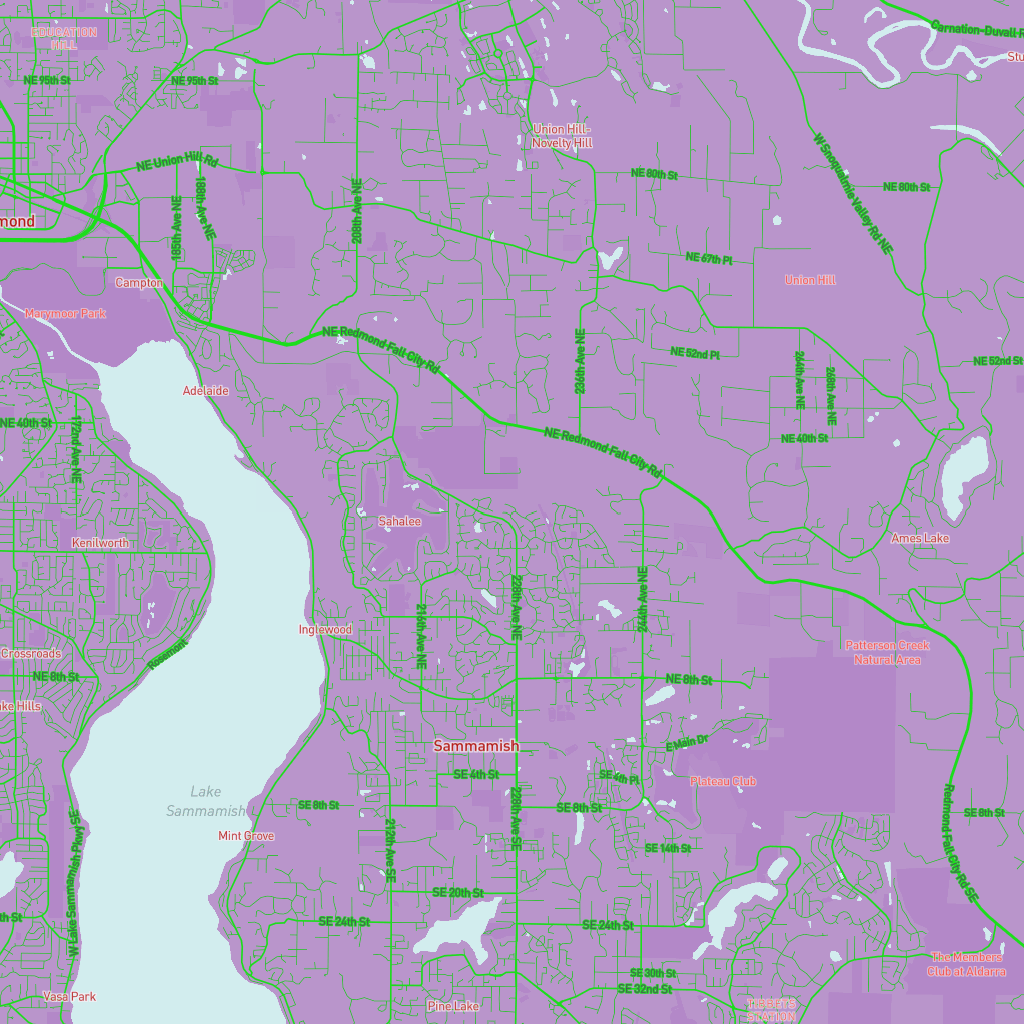 EDUCATION
HILL
Carnation-Duvall R
Stu
NE 95th St
NE 95th St
Union Hill-
Novelty Hill
NE Union Hill Rd
W Snoqualmie Valley Rd NE
NE 80th St
NE 80th St
188th Ave NE
185th Ave NE
208th Ave NE
mond
NE 67th Pl
Union Hill
Campton
Marymoor Park
NE Redmond Fall City Rd
236th Ave NE
NE 52nd Pl
264th Ave NE
268th Ave NE
NE 52nd St
Adelaide
NE 40th St
172nd Ave NE
NE Redmond Fall City Rd
NE 40th St
Sahalee
Ames Lake
Kenilworth
216th Ave NE
228th Ave NE
244th Ave NE
Inglewood
Rosemont
Crossroads
Patterson Creek
Natural Area
NE 8th St
NE 8th St
ke Hills
Sammamish
E Main Dr
SE 4th St
SE 4th Pl
Plateau Club
Lake
Sammamish
SE 8th St
228th Ave SE
SE 8th St
Redmond Fall City Rd SE
SE 8th St
Mint Grove
W Lake Sammamish Pkwy SE
212th Ave SE
SE 14th St
SE 20th St
th St
SE 24th St
SE 24th St
The Members
Club at Aldarra
SE 30th St
SE 32nd St
Vasa Park
Pine Lake
TIBBETS
STATION